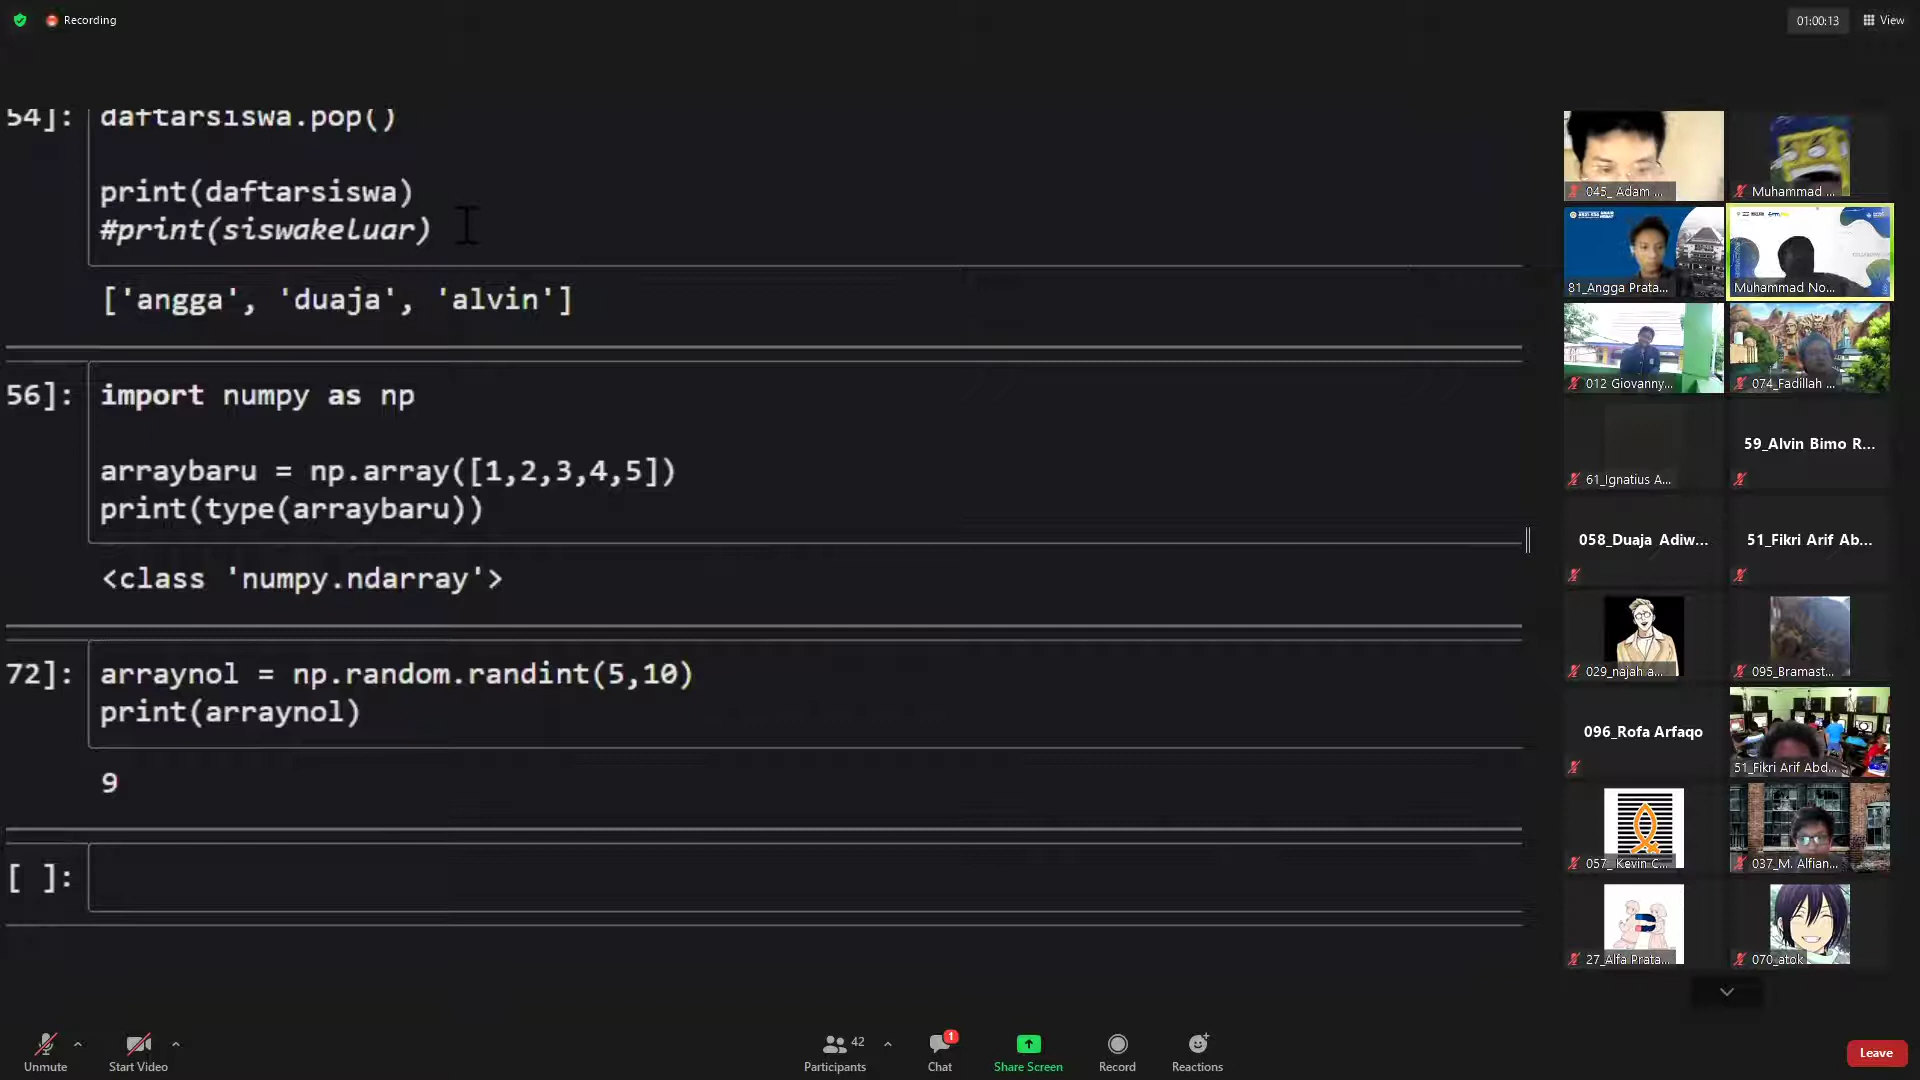 Recording
01:00:13
View
54]:
daftarsiswa.pop()
print(daftarsiswa)
#print(siswakeluar)
['angga', 'duaja', 'alvin']
56]:
import numpy as np
arraybaru = np.array([1,2,3,4,5])
print(type(arraybaru))
<class 'numpy.ndarray'>
72]:
arraynol = np.random.randint(5,10)
print(arraynol)
9
[ ]:
045_ Adam ...
Muhammad ...
81_Angga Prata...
Muhammad No...
012 Giovanny...
074_Fadillah ...
61_Ignatius A...
59_Alvin Bimo R...
058_Duaja Adiw...
51_Fikri Arif Ab...
029_najah a...
095_Bramast...
096_Rofa Arfaqo
51_Fikri Arif Abd...
057_ Kevin C...
037_M. Alfian...
27_Alfa Prata...
070_atok
Unmute
Start Video
42
Participants
1
Chat
Share Screen
Record
Reactions
Leave